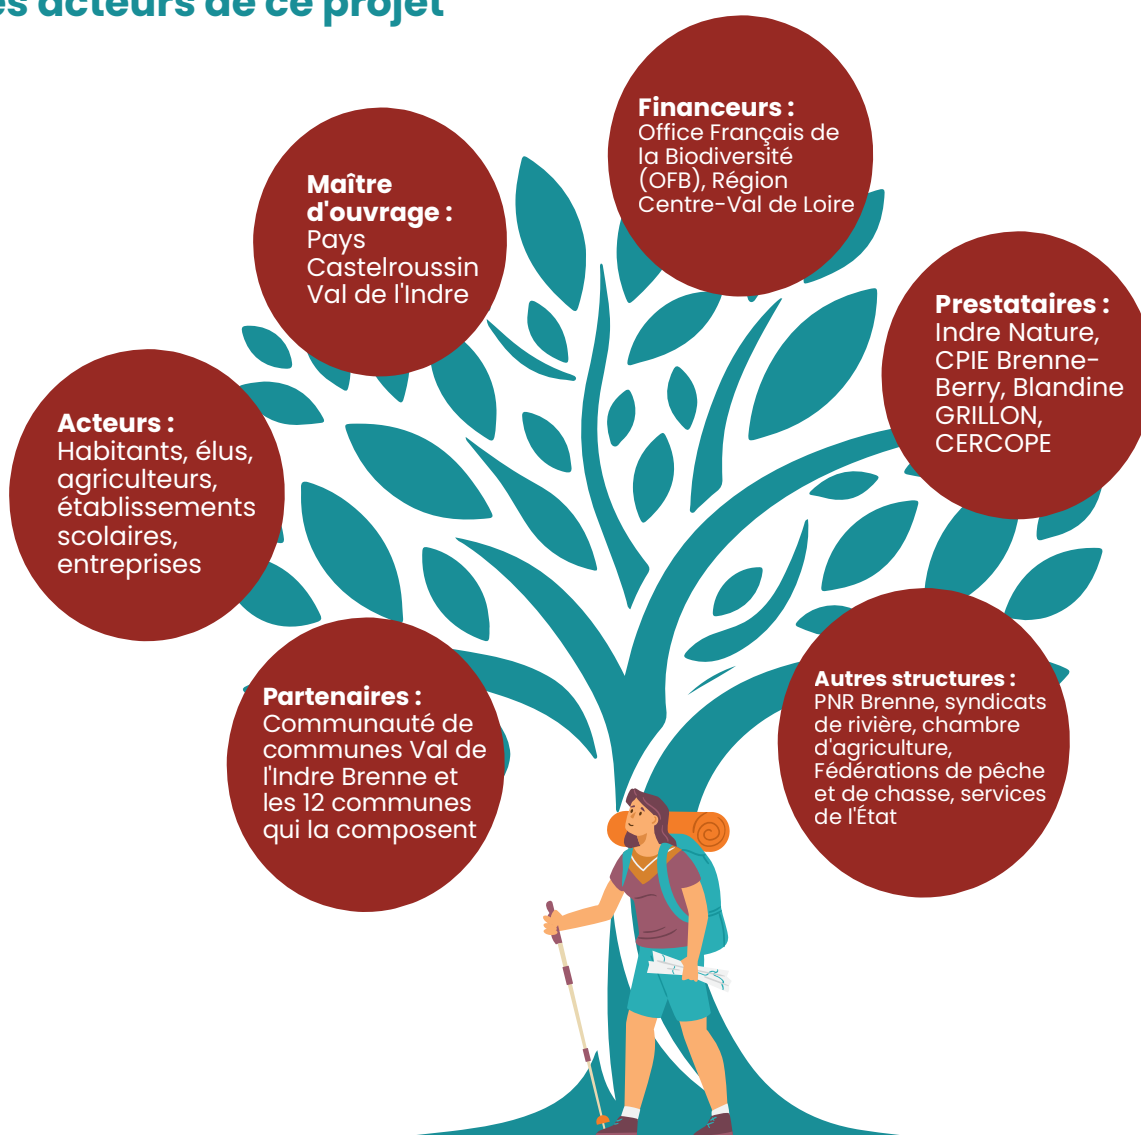 es acteurs de ce projet
Financeurs :
Office Français de
la Biodiversité
(OFB), Région
Centre-Val de Loire
Maître
d'ouvrage :
Pays
Castelroussin
Val de l'Indre
Prestataires :
Indre Nature,
CPIE Brenne-
Berry, Blandine
GRILLON,
CERCOPE
Acteurs :
Habitants, élus,
agriculteurs,
établissements
scolaires,
entreprises
Partenaires :
Communauté de
communes Val de
l'Indre Brenne et
les 12 communes
qui la composent
Autres structures :
PNR Brenne, syndicats
de rivière, chambre
d'agriculture,
Fédérations de pêche
et de chasse, services
de l'État